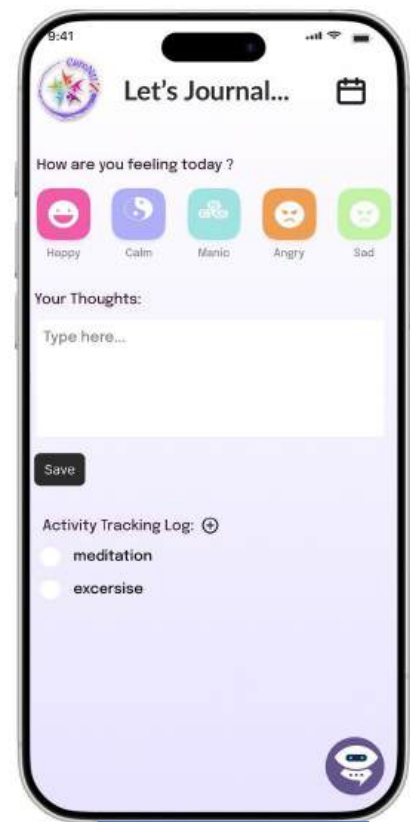 9:41
Let's Journal...
How are you feeling today ?
Happy Calm Manic Angry Sad
Your Thoughts:
Type here...
Save
Activity Tracking Log:
meditation
excersise